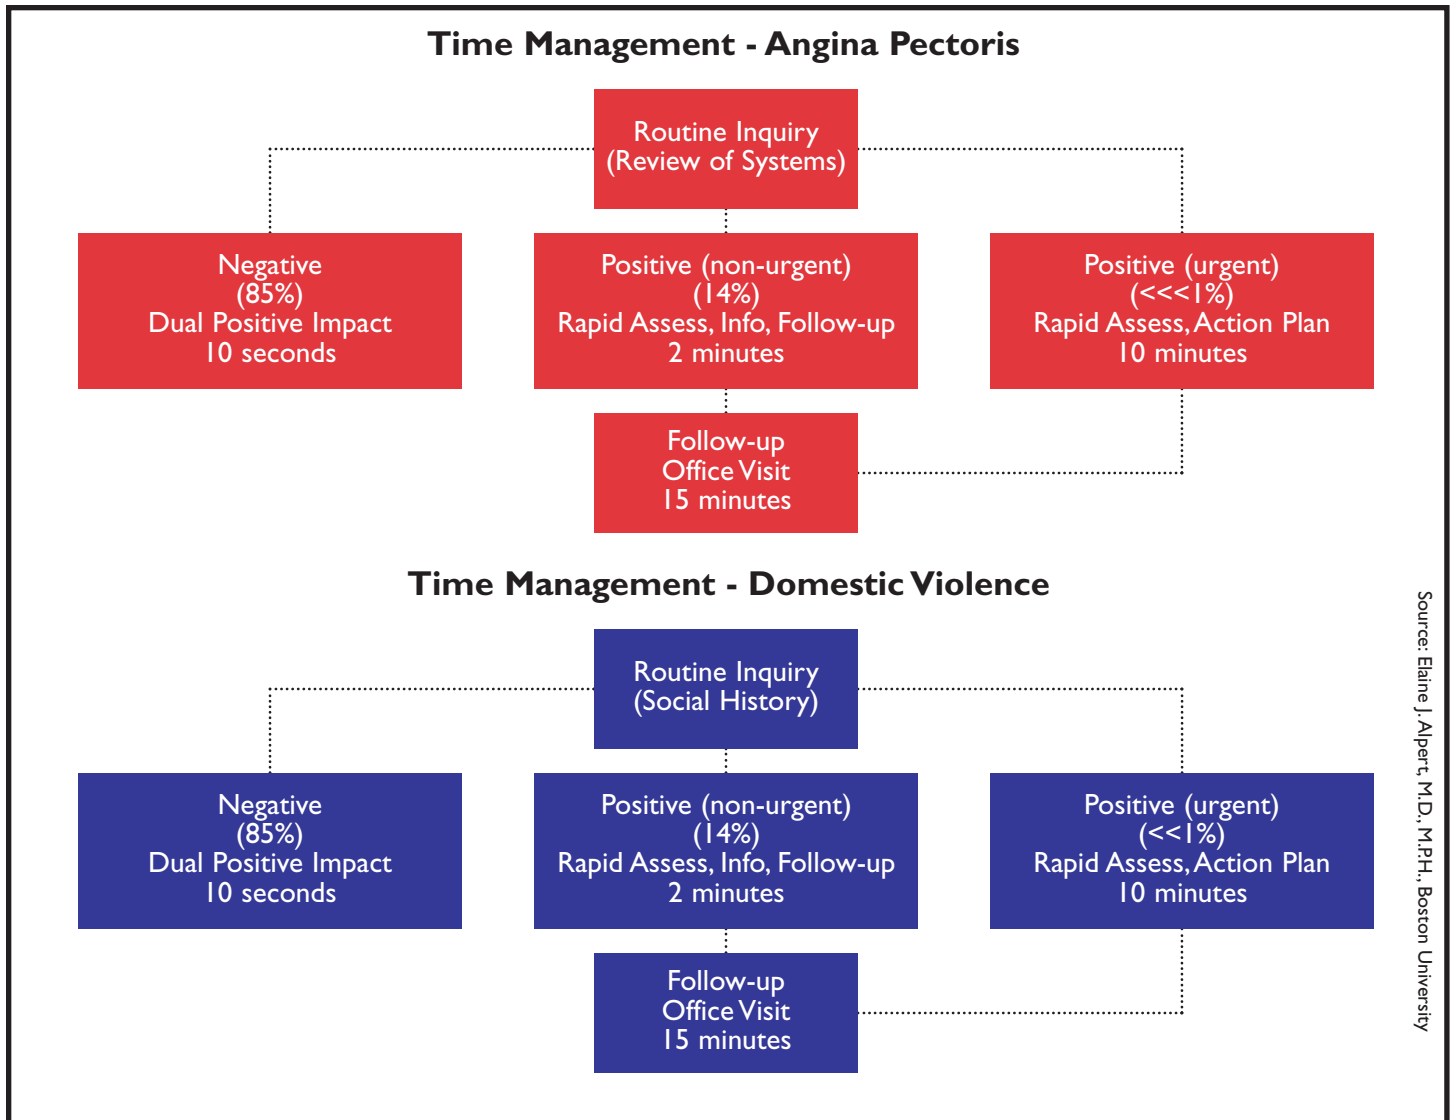 Time Management - Angina Pectoris
Routine Inquiry
(Review of Systems)
Negative
(85%)
Dual Positive Impact
10 seconds
Positive (non-urgent)
(14%)
Rapid Assess, Info, Follow-up
2 minutes
Positive (urgent)
(<<<1%)
Rapid Assess, Action Plan
10 minutes
Follow-up
Office Visit
15 minutes
Time Management - Domestic Violence
Routine Inquiry
(Social History)
Negative
(85%)
Dual Positive Impact
10 seconds
Positive (non-urgent)
(14%)
Rapid Assess, Info, Follow-up
2 minutes
Positive (urgent)
(<<1%)
Rapid Assess, Action Plan
10 minutes
Follow-up
Office Visit
15 minutes
Source: Elaine J. Alpert, M.D., M.P.H., Boston University